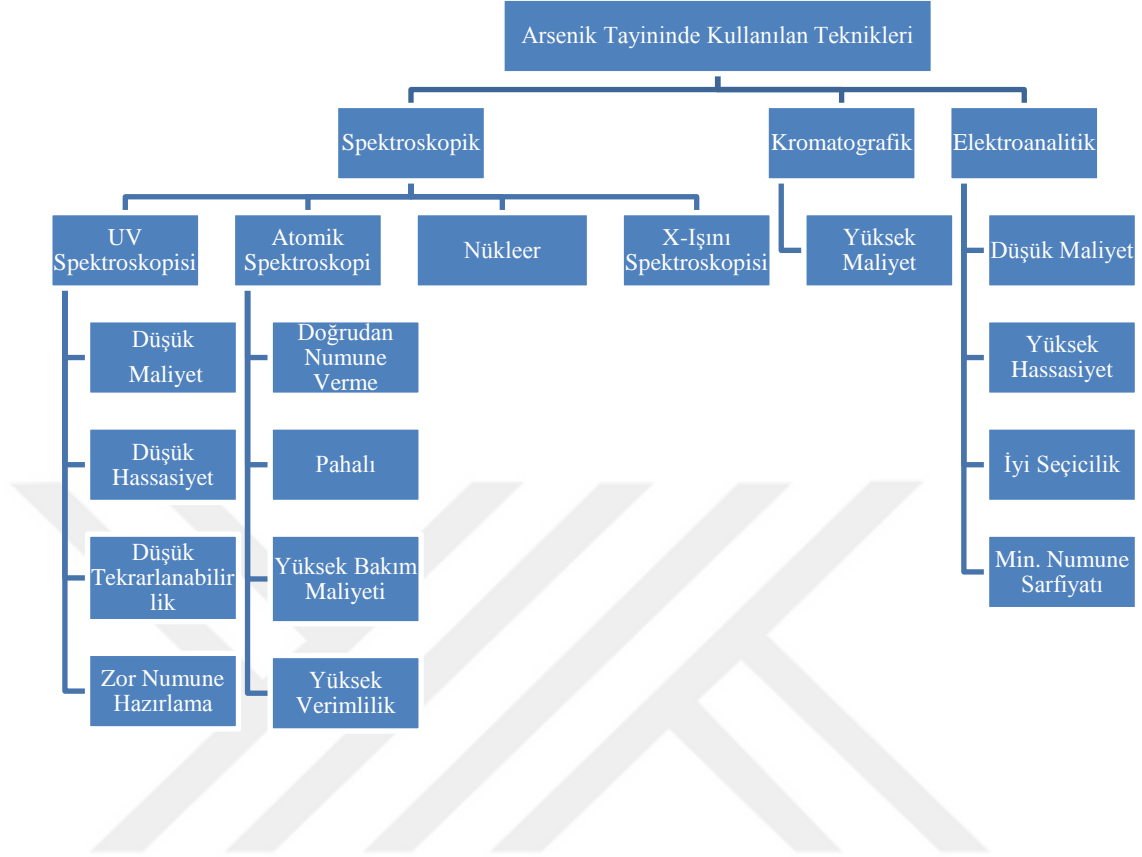 Arsenik Tayininde Kullanılan Teknikleri
Spektroskopik
Kromatografik
Elektroanalitik
UV
Spektroskopisi
Atomik
Spektroskopi
Nükleer
X-Işını
Spektroskopisi
Yüksek
Maliyet
Düşük Maliyet
Düşük
Maliyet
Doğrudan
Numune
Verme
Yüksek
Hassasiyet
Düşük
Hassasiyet
Pahalı
İyi Seçicilik
Düşük
Tekrarlanabilir
lik
Yüksek Bakım
Maliyeti
Min. Numune
Sarfiyatı
Zor Numune
Hazırlama
Yüksek
Verimlilik